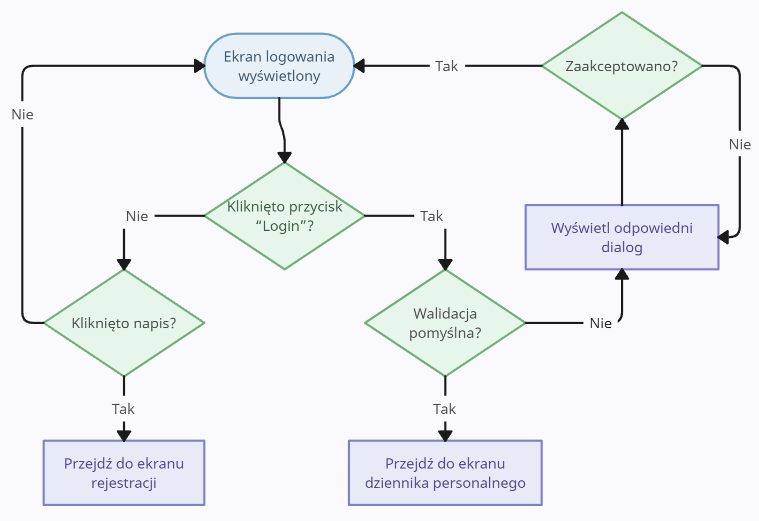 Ekran logowania
wyświetlony
Tak
Zaakceptowano?
Nie
Nie
Kliknięto przycisk
“Login”?
Nie
Tak
Wyświetl odpowiedni
dialog
Kliknięto napis?
Walidacja
pomyślna?
Nie
Tak
Tak
Przejdź do ekranu
rejestracji
Przejdź do ekranu
dziennika personalnego